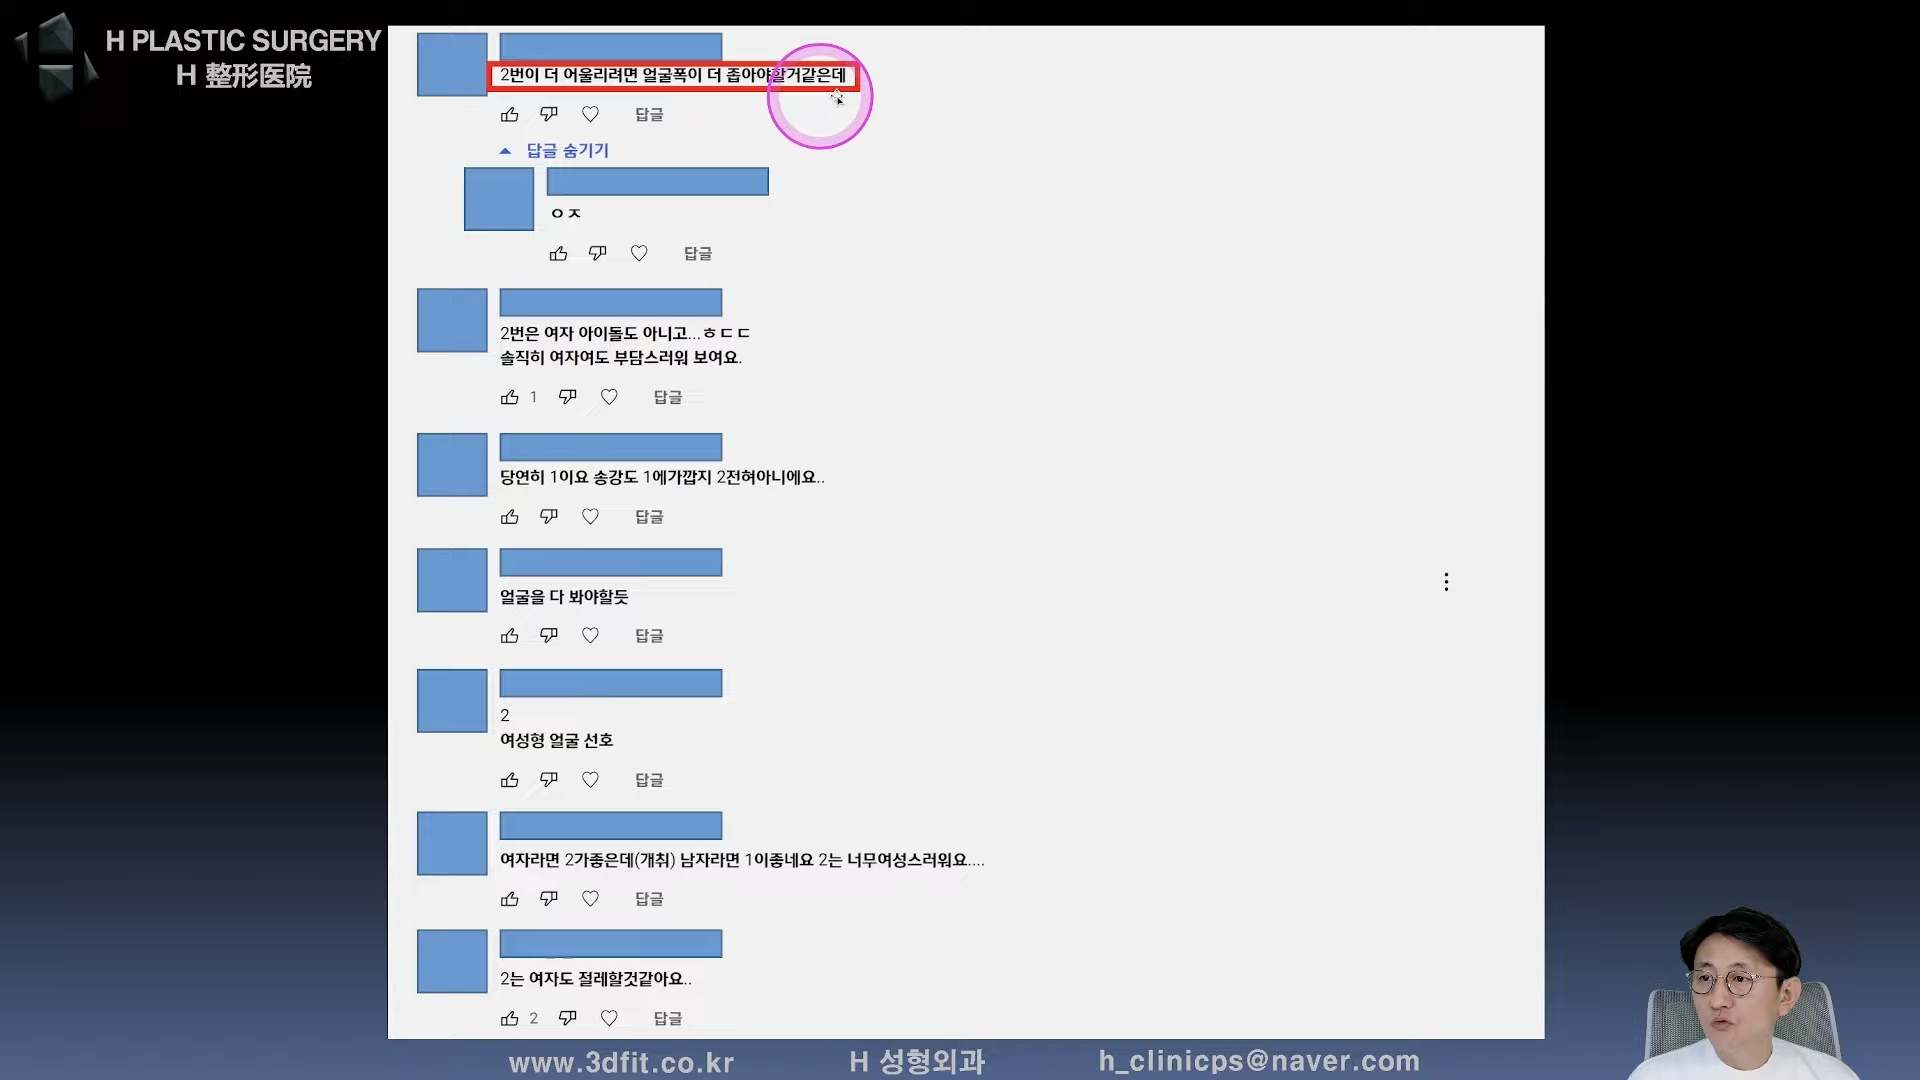 H PLASTIC SURGERY
H 整形医院
2번이 더 어울리려면 얼굴폭이 더 좁아야할거같은데
답글
답글 숨기기
ㅇㅈ
답글
2번은 여자 아이돌도 아니고...ㅎㄷㄷ
솔직히 여자여도 부담스러워 보여요.
1
답글
당연히 1이요 송강도 1에가깝지 2전혀아니에요..
답글
얼굴을 다 봐야할듯
답글
2
여성형 얼굴 선호
답글
여자라면 2가좋은데(개취) 남자라면 1이좋네요 2는 너무여성스러워요....
답글
2는 여자도 절레할것같아요..
2
답글
www.3dfit.co.kr
H 성형외과
h_clinicps@naver.com